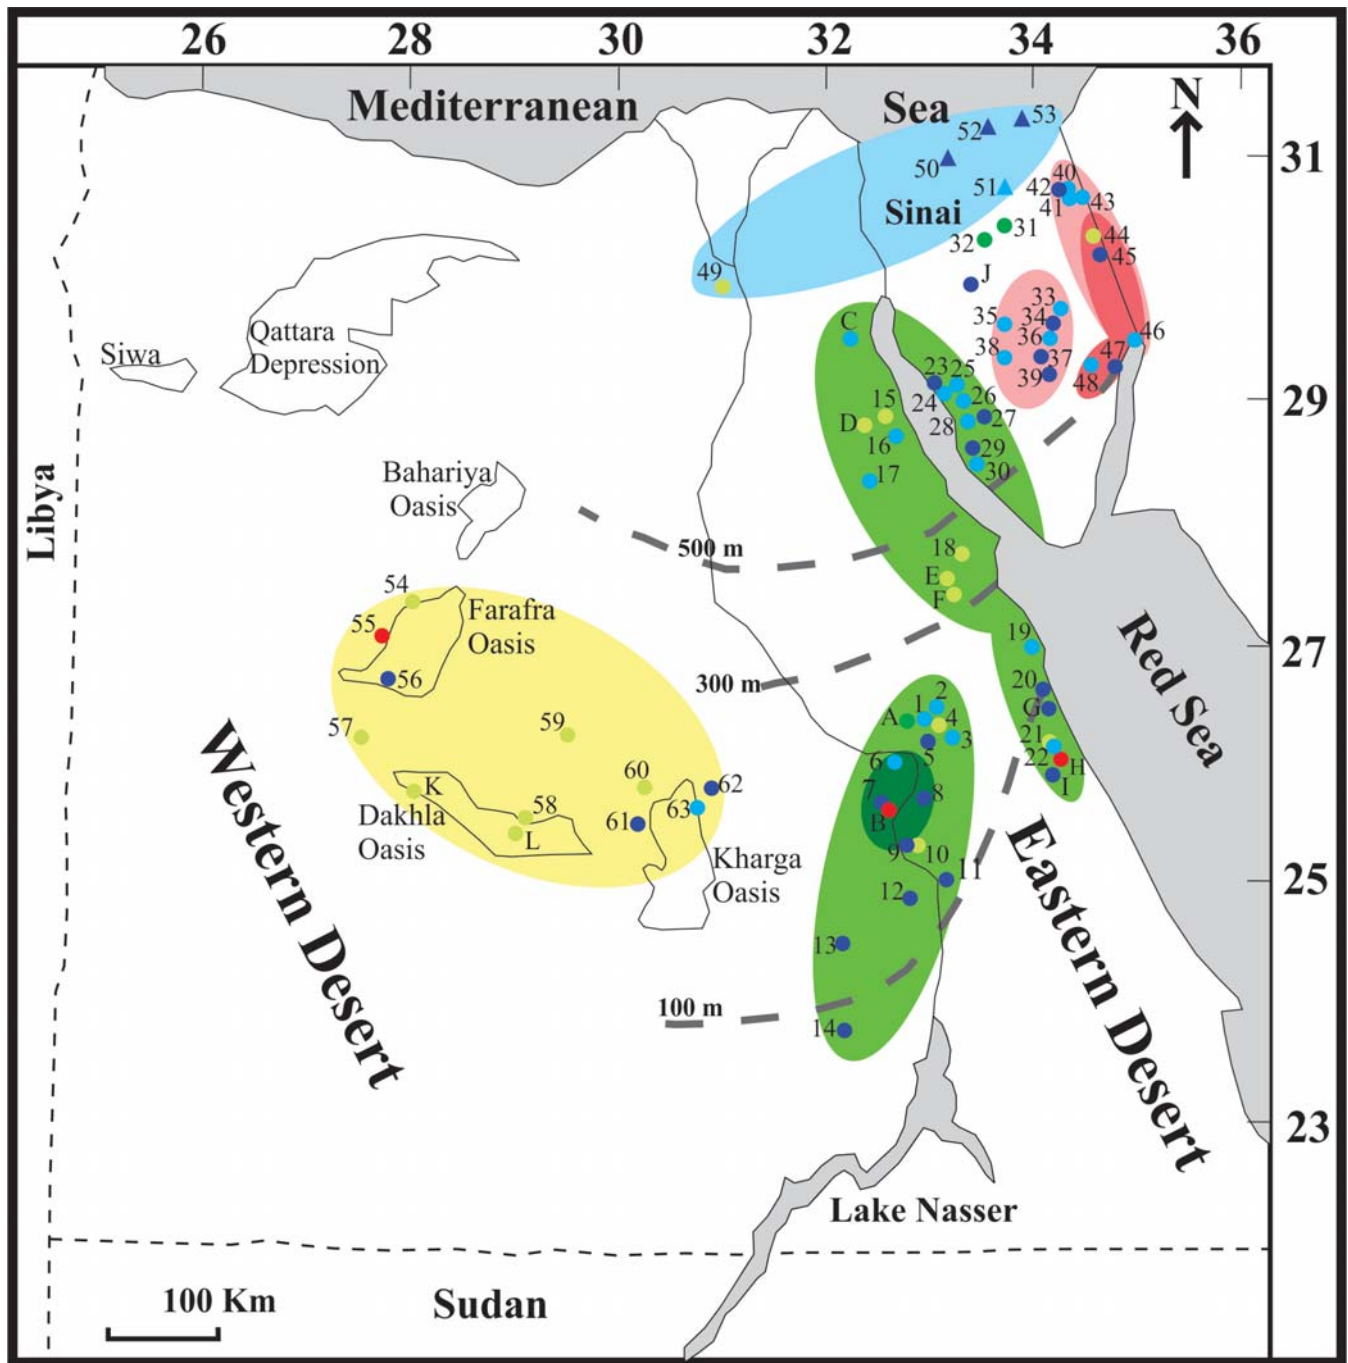 26 28 30 32 34 36
Mediterranean Sea
N
31
29
27
25
23
52
53
50
51
Sinai
31
32
J
40
42
41
43
44
45
49
33
35
34
36
38
37
39
46
47
48
C
23
25
24
26
27
28
29
30
15
D
16
17
18
E
F
Siwa
Qattara
Depression
Bahariya
Oasis
Libya
500 m
300 m
100 m
54
55
56
Farafra
Oasis
57
59
60
62
63
61
58
K
L
Dakhla
Oasis
Kharga
Oasis
19
20
G
21
22
H
I
2
1
A
4
3
5
6
7
8
B
9
10
11
12
13
14
Red Sea
Western Desert
Eastern Desert
Lake Nasser
100 Km
Sudan